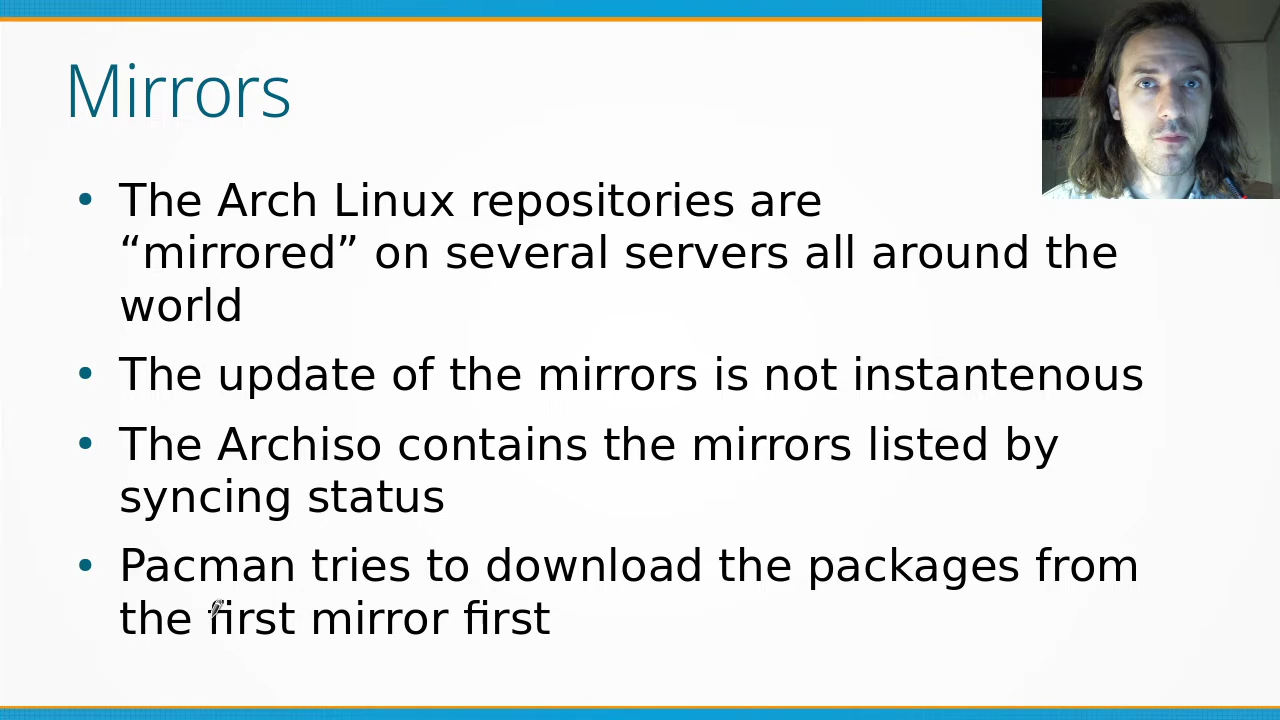 Mirrors
The Arch Linux repositories are
“mirrored” on several servers all around the
world
The update of the mirrors is not instantenous
The Archiso contains the mirrors listed by
syncing status
Pacman tries to download the packages from
the first mirror first